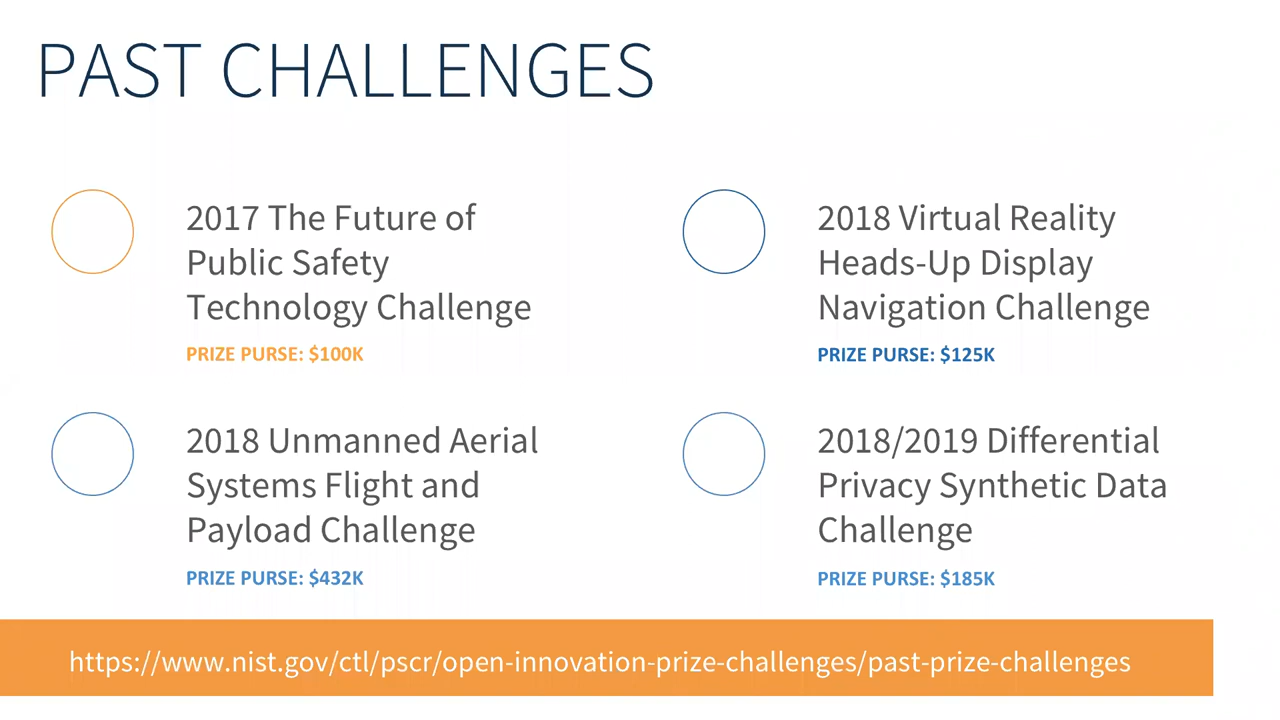 PAST CHALLENGES
2017 The Future of
Public Safety
Technology Challenge
PRIZE PURSE: $100K
2018 Virtual Reality
Heads-Up Display
Navigation Challenge
PRIZE PURSE: $125K
2018 Unmanned Aerial
Systems Flight and
Payload Challenge
PRIZE PURSE: $432K
2018/2019 Differential
Privacy Synthetic Data
Challenge
PRIZE PURSE: $185K
https://www.nist.gov/ctl/pscr/open-innovation-prize-challenges/past-prize-challenges